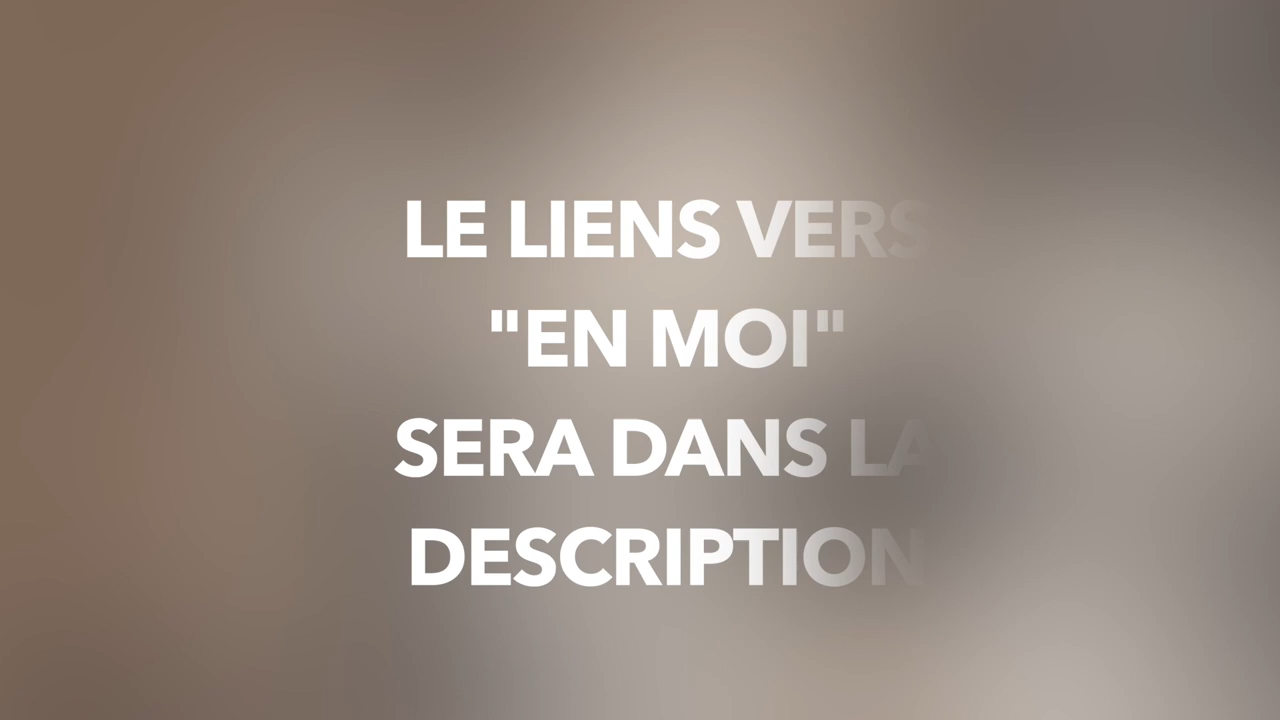 LE LIENS VERS
"EN MOI"
SERA DANS LA
DESCRIPTION